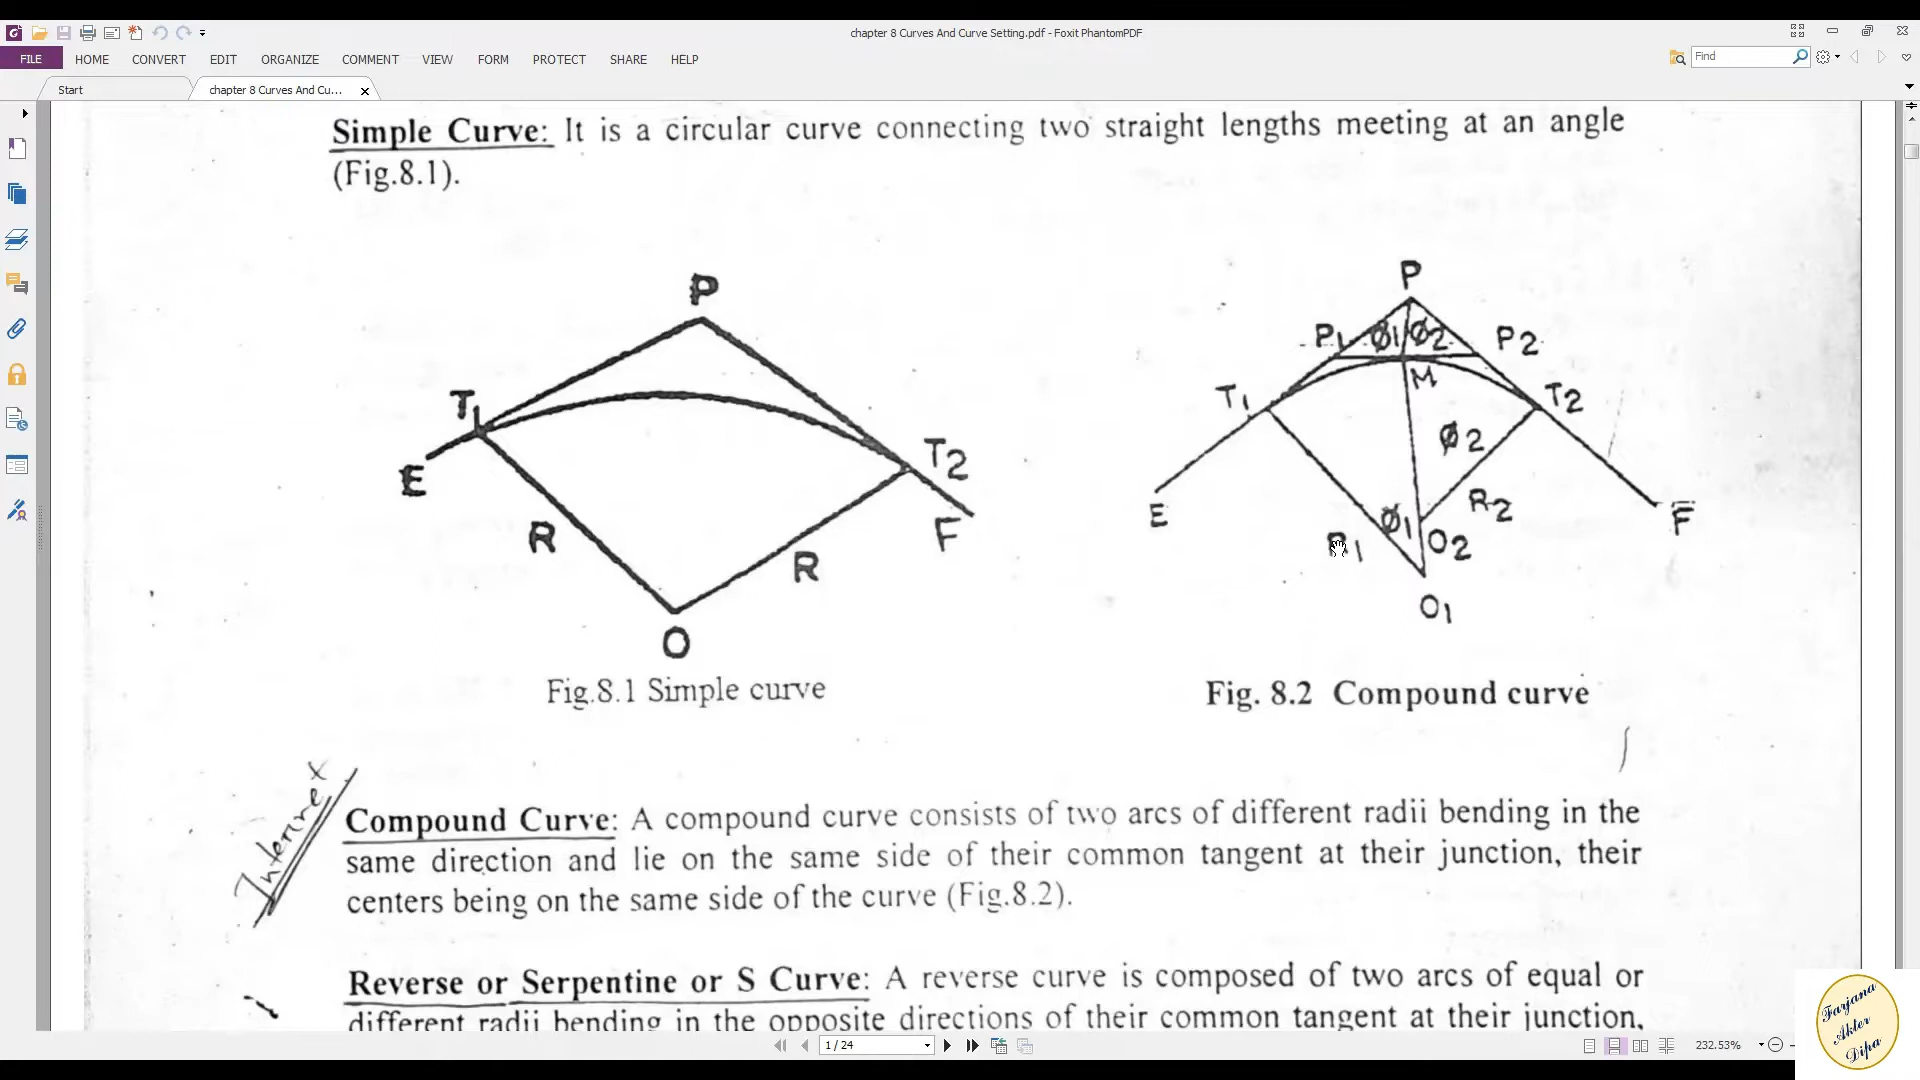 chapter 8 Curves And Curve Setting.pdf - Foxit PhantomPDF
FILE HOME CONVERT EDIT ORGANIZE COMMENT VIEW FORM PROTECT SHARE HELP
Find
Start
chapter 8 Curves And Cu...
Simple Curve: It is a circular curve connecting two straight lengths meeting at an angle
(Fig.8.1).
P
T1
E
T2
F
R
R
O
Fig.8.1 Simple curve
P
P1 Ø1 Ø2 P2
M
T1
T2
Ø2
E
R2
F
Ø1
R1
O2
O1
Fig. 8.2 Compound curve
Compound Curve: A compound curve consists of two arcs of different radii bending in the
same direction and lie on the same side of their common tangent at their junction, their
centers being on the same side of the curve (Fig.8.2).
Reverse or Serpentine or S Curve: A reverse curve is composed of two arcs of equal or
different radii bending in the opposite directions of their common tangent at their junction,
1 / 24
232.53%
Farjana
Akter
Dipa